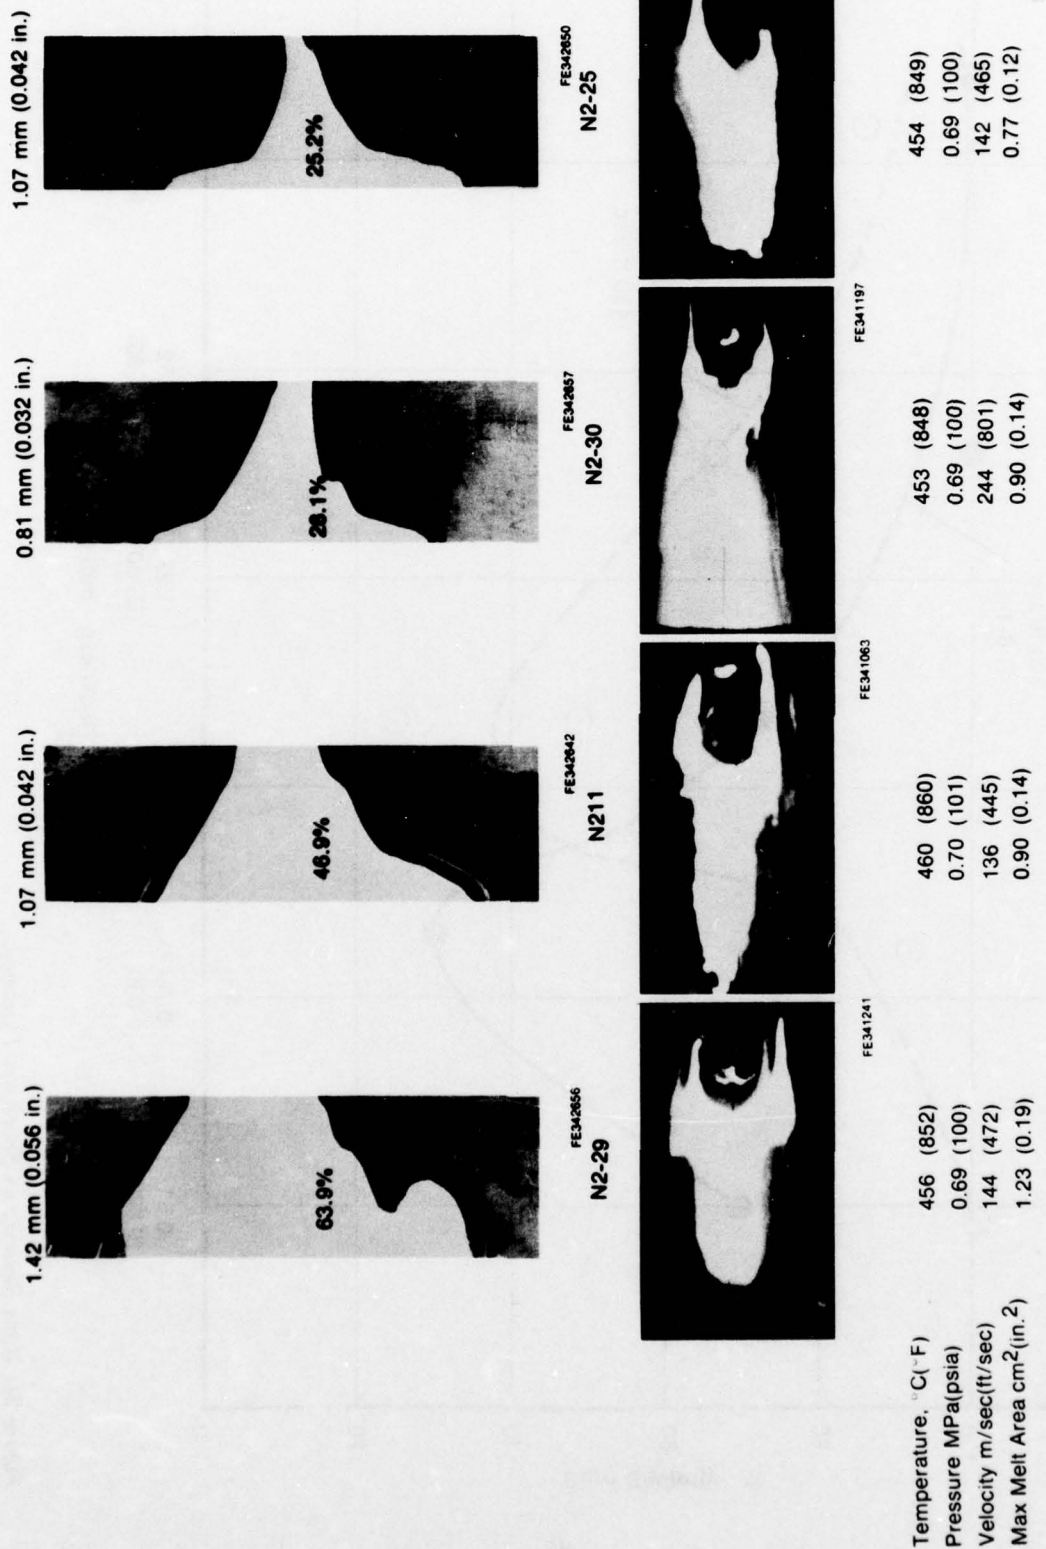 1.42 mm (0.056 in.) 1.07 mm (0.042 in.) 0.81 mm (0.032 in.) 1.07 mm (0.042 in.)
63.9% 46.9% 28.1% 25.2%
FE342656 FE342642 FE342657 FE342650
N2-29 N211 N2-30 N2-25
FE341241 FE341063 FE341197
Temperature, °C(°F) 456 (852) 460 (860) 453 (848) 454 (849)
Pressure MPa(psia) 0.69 (100) 0.70 (101) 0.69 (100) 0.69 (100)
Velocity m/sec(ft/sec) 144 (472) 136 (445) 244 (801) 142 (465)
Max Melt Area cm²(in.²) 1.23 (0.19) 0.90 (0.14) 0.90 (0.14) 0.77 (0.12)